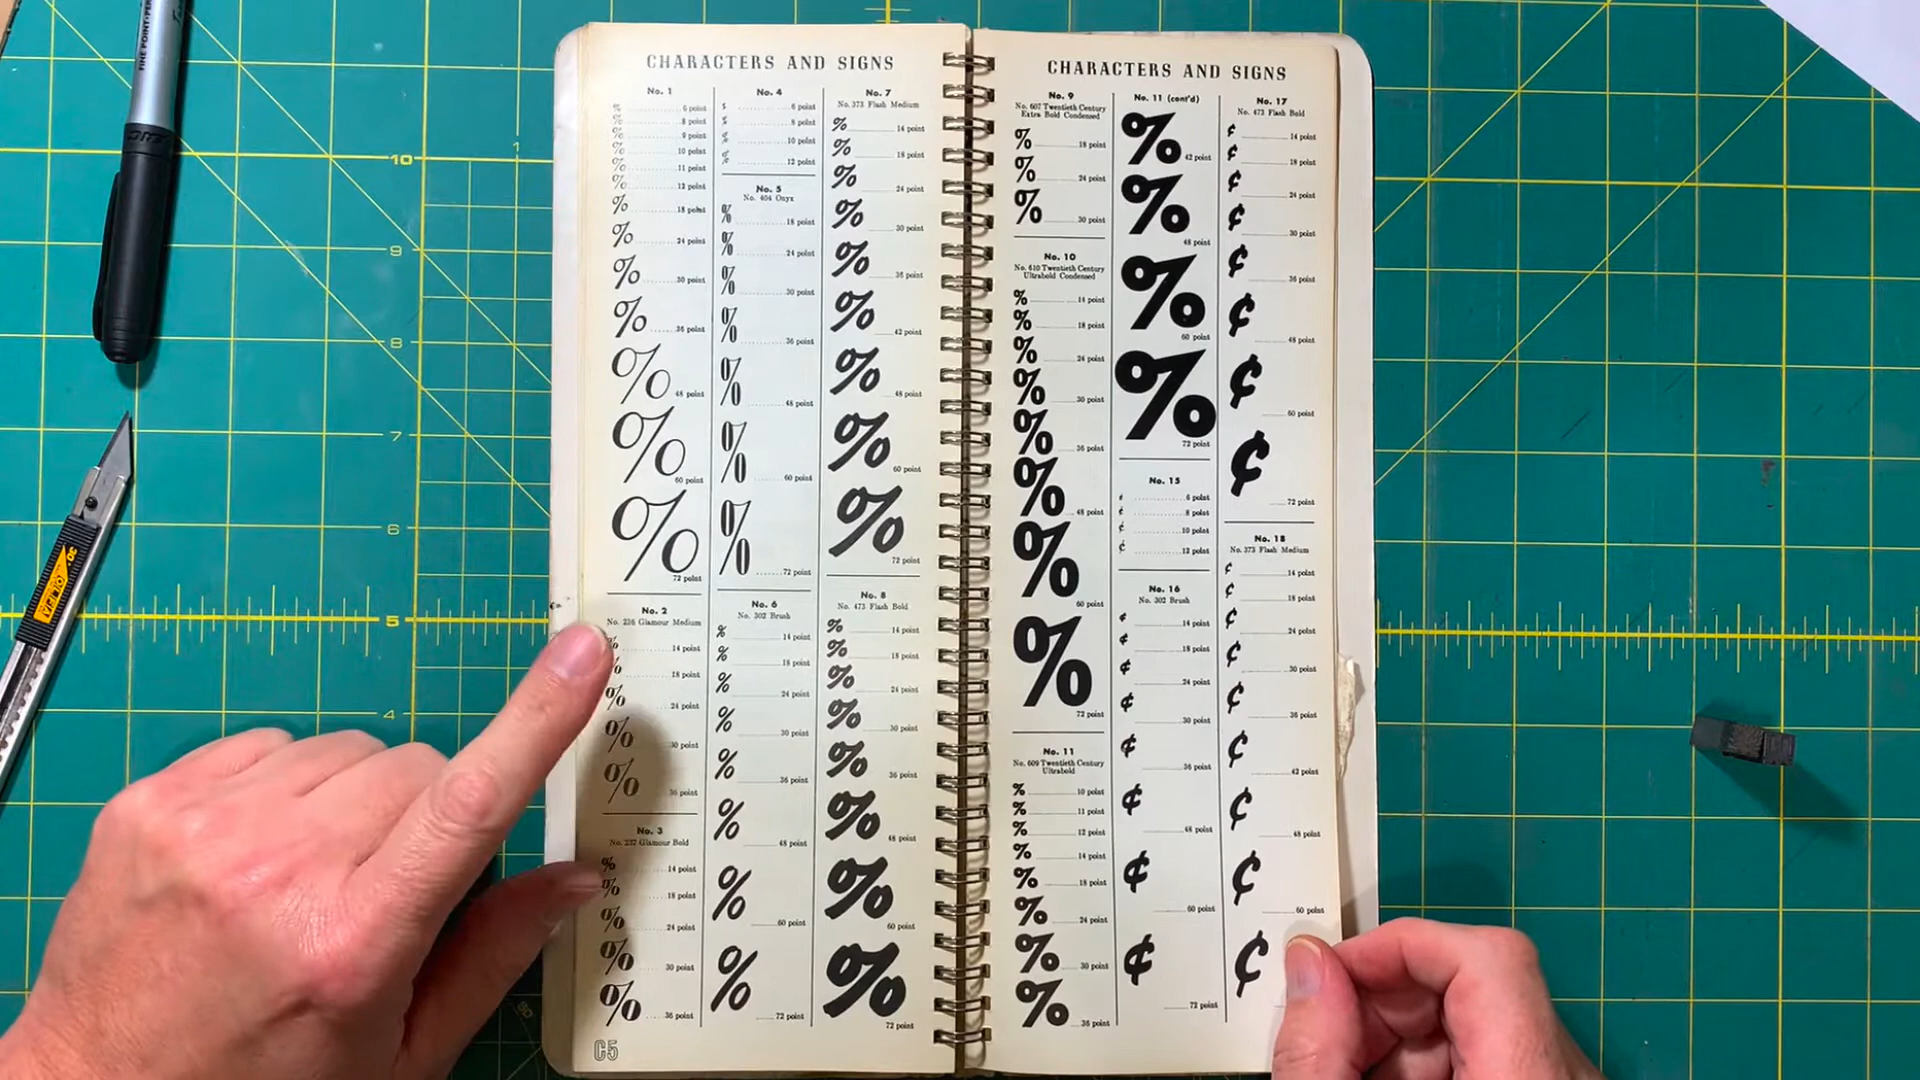 FINE POINT
10
1
9
8
7
6
5
4
OLFA
CHARACTERS AND SIGNS
No. 1
6 point
8 point
9 point
10 point
11 point
12 point
% 18 point
% 24 point
% 30 point
% 36 point
% 48 point
% 60 point
% 72 point
No. 2
No. 236 Glamour Medium
% 14 point
% 18 point
% 24 point
% 30 point
% 36 point
No. 3
No. 237 Glamour Bold
% 14 point
% 18 point
% 24 point
% 30 point
% 36 point
C5
No. 4
6 point
8 point
10 point
12 point
No. 5
No. 404 Onyx
% 18 point
% 24 point
% 30 point
% 36 point
% 48 point
% 60 point
% 72 point
No. 6
No. 302 Brush
% 14 point
% 18 point
% 24 point
% 30 point
% 36 point
% 48 point
% 60 point
% 72 point
No. 7
No. 373 Flash Medium
% 14 point
% 18 point
% 24 point
% 30 point
% 36 point
% 42 point
% 48 point
% 60 point
% 72 point
No. 8
No. 473 Flash Bold
% 14 point
% 18 point
% 24 point
% 30 point
% 36 point
% 48 point
% 60 point
% 72 point
CHARACTERS AND SIGNS
No. 9
No. 607 Twentieth Century
Extra Bold Condensed
% 18 point
% 24 point
% 30 point
No. 10
No. 610 Twentieth Century
Ultrabold Condensed
% 14 point
% 18 point
% 24 point
% 30 point
% 36 point
% 48 point
% 60 point
% 72 point
No. 11
No. 609 Twentieth Century
Ultrabold
% 10 point
% 11 point
% 12 point
% 14 point
% 18 point
% 24 point
% 30 point
% 36 point
No. 11 (cont'd)
% 42 point
% 48 point
% 60 point
% 72 point
No. 15
¢ 6 point
¢ 8 point
¢ 10 point
¢ 12 point
No. 16
No. 302 Brush
¢ 14 point
¢ 18 point
¢ 24 point
¢ 30 point
¢ 36 point
¢ 48 point
¢ 60 point
¢ 72 point
No. 17
No. 473 Flash Bold
¢ 14 point
¢ 18 point
¢ 24 point
¢ 30 point
¢ 36 point
¢ 48 point
¢ 60 point
¢ 72 point
No. 18
No. 373 Flash Medium
¢ 14 point
¢ 18 point
¢ 24 point
¢ 30 point
¢ 36 point
¢ 42 point
¢ 48 point
¢ 60 point
¢